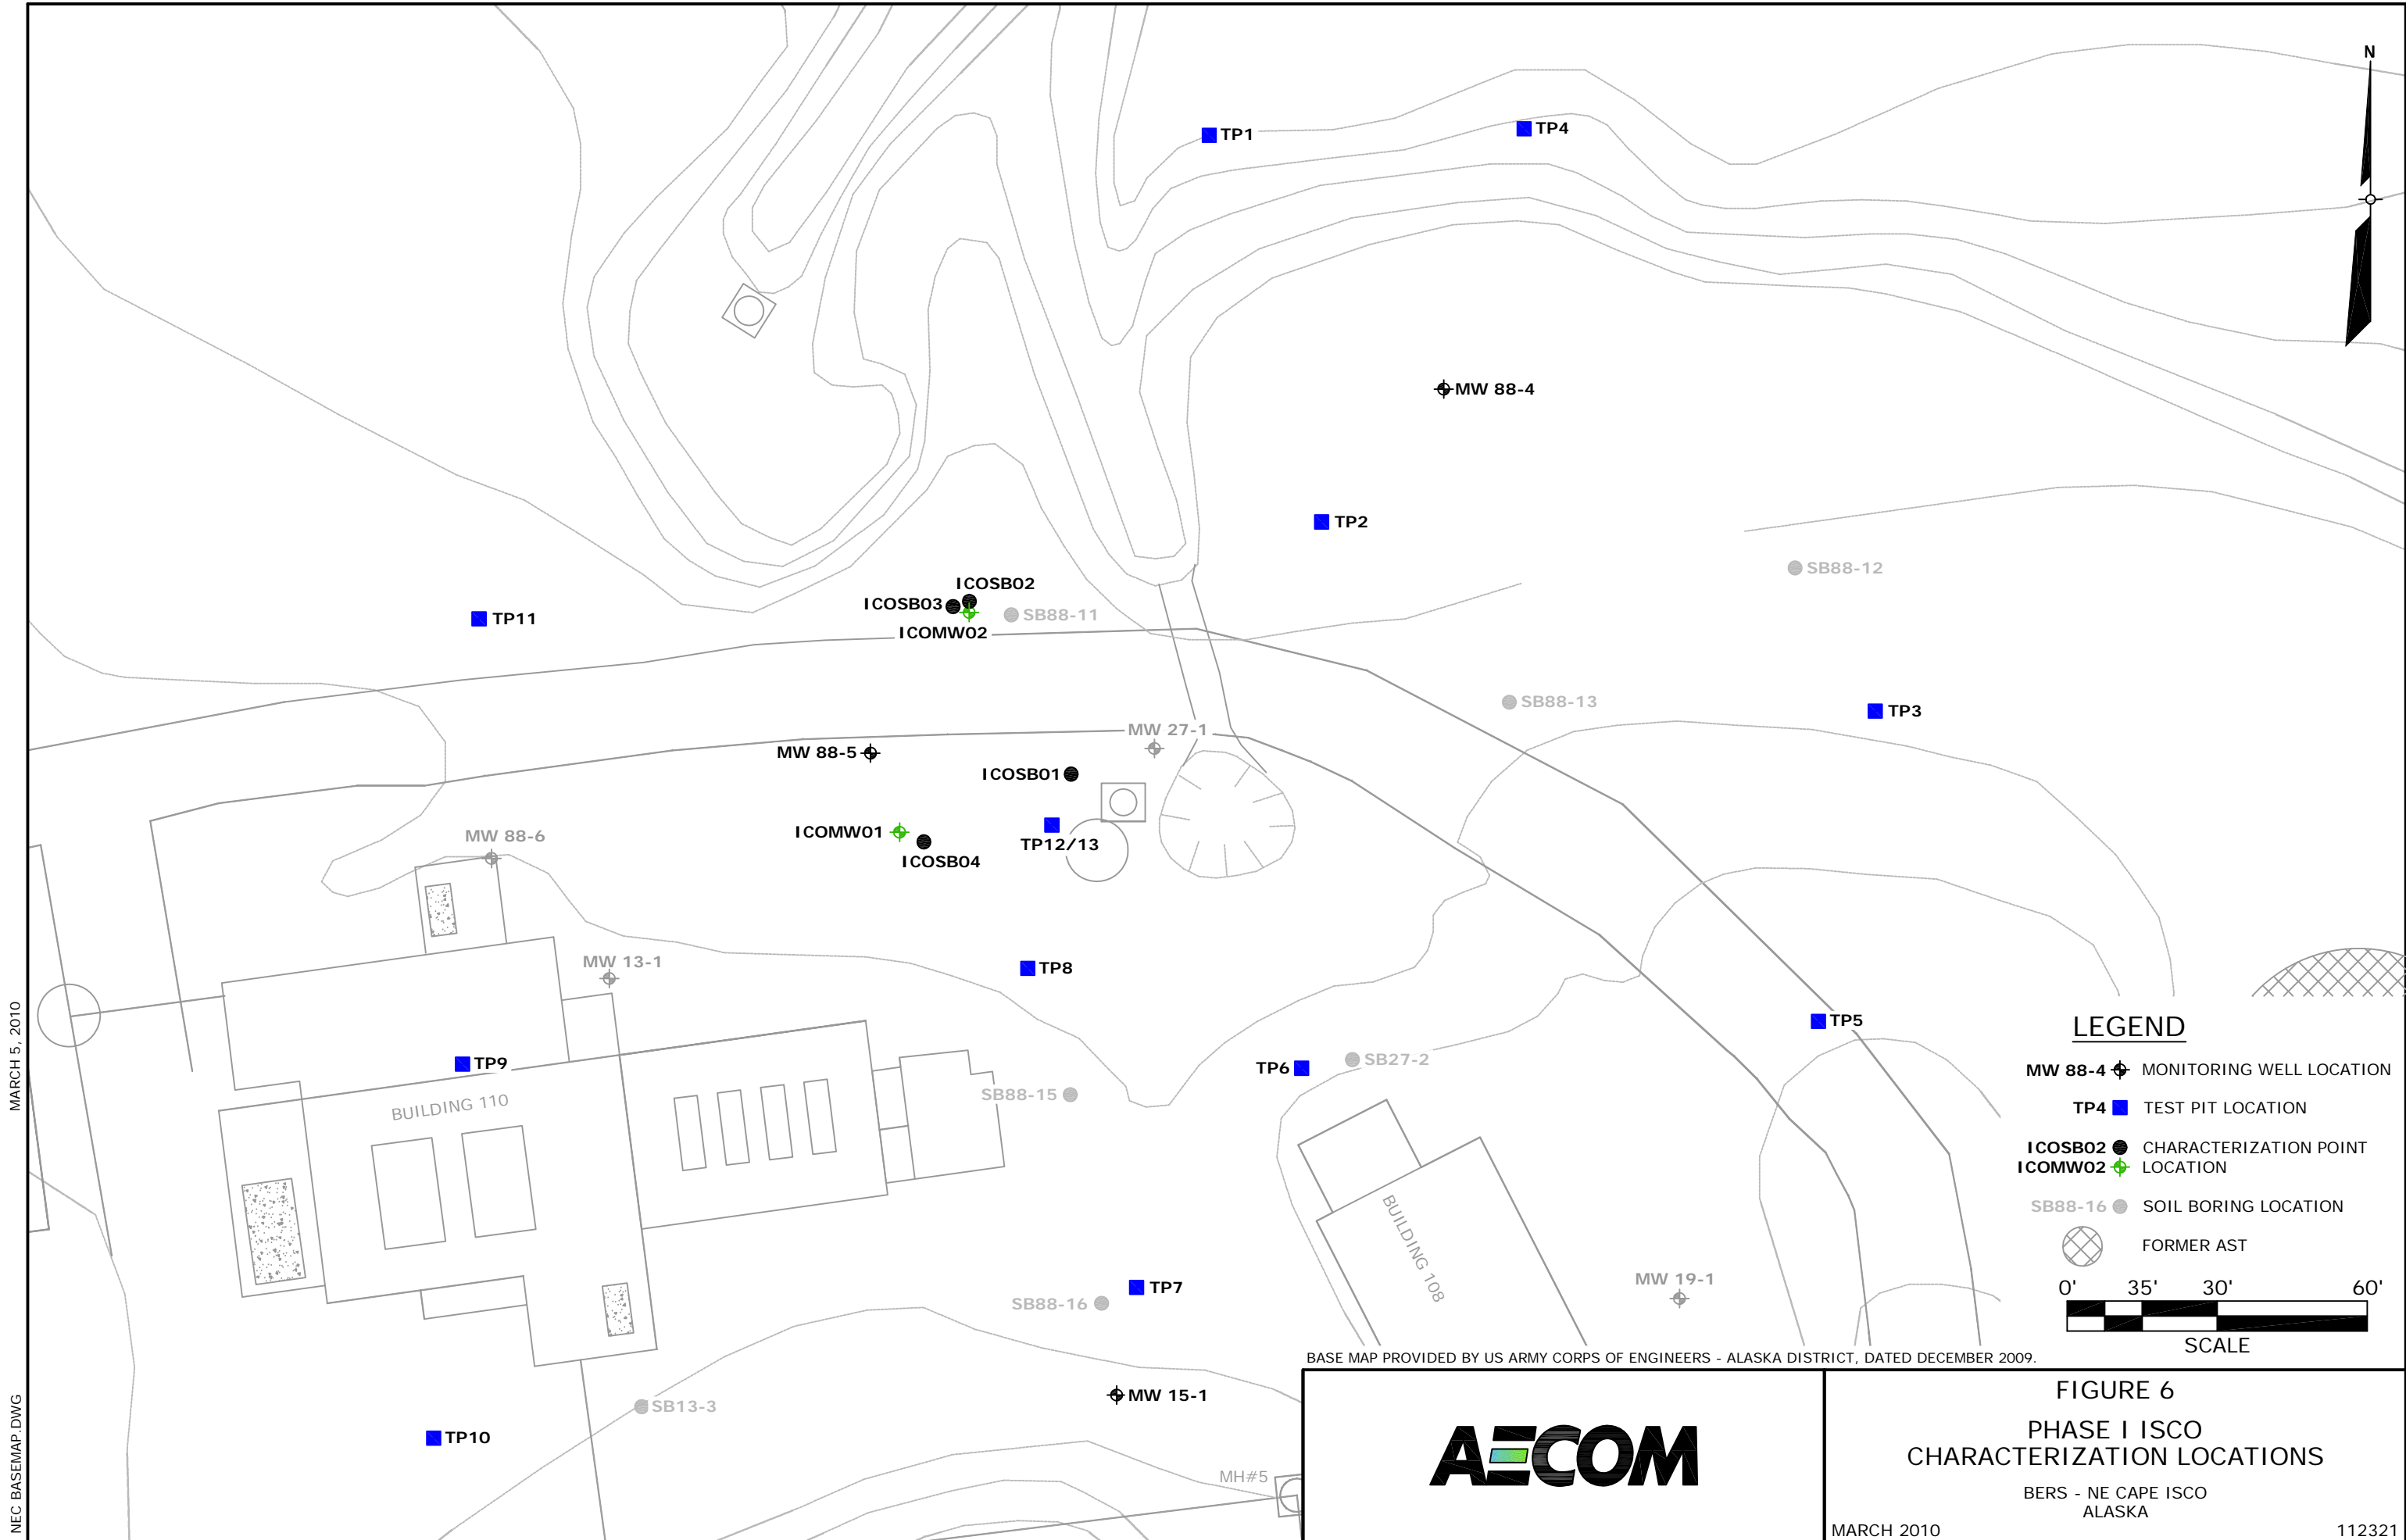 N
TP1
TP4
MW 88-4
TP2
SB88-12
ICOSB02
ICOSB03
SB88-11
TP11
ICOMW02
SB88-13
TP3
MW 27-1
MW 88-5
ICOSB01
ICOMW01
MW 88-6
TP12/13
ICOSB04
MW 13-1
TP8
TP5
TP9
TP6
SB27-2
SB88-15
BUILDING 110
BUILDING 108
MW 19-1
TP7
SB88-16
MW 15-1
SB13-3
TP10
MH#5
MARCH 5, 2010
NEC BASEMAP.DWG
LEGEND
MW 88-4 MONITORING WELL LOCATION
TP4 TEST PIT LOCATION
ICOSB02 CHARACTERIZATION POINT
ICOMW02 LOCATION
SB88-16 SOIL BORING LOCATION
FORMER AST
0' 35' 30' 60'
SCALE
BASE MAP PROVIDED BY US ARMY CORPS OF ENGINEERS - ALASKA DISTRICT, DATED DECEMBER 2009.
AECOM
FIGURE 6
PHASE I ISCO
CHARACTERIZATION LOCATIONS
BERS - NE CAPE ISCO
ALASKA
MARCH 2010 112321